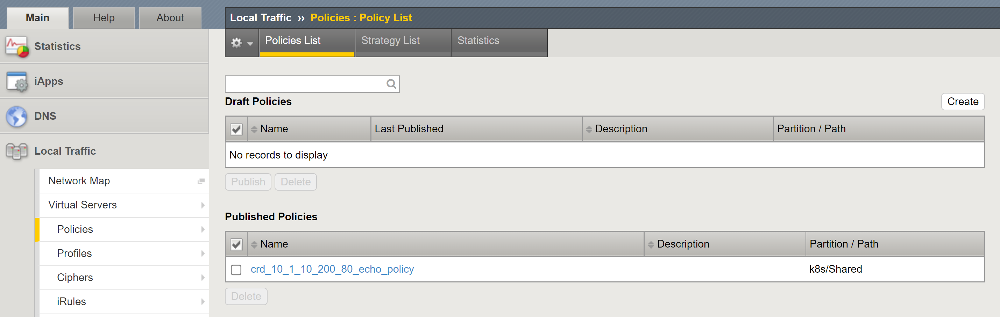 Main
Help
About
Local Traffic ›› Policies : Policy List
Policies List
Strategy List
Statistics
Statistics
iApps
DNS
Local Traffic
Network Map
Virtual Servers
Policies
Profiles
Ciphers
iRules
Draft Policies
Create
Name
Last Published
Description
Partition / Path
No records to display
Publish
Delete
Published Policies
Name
Description
Partition / Path
crd_10_1_10_200_80_echo_policy
k8s/Shared
Delete